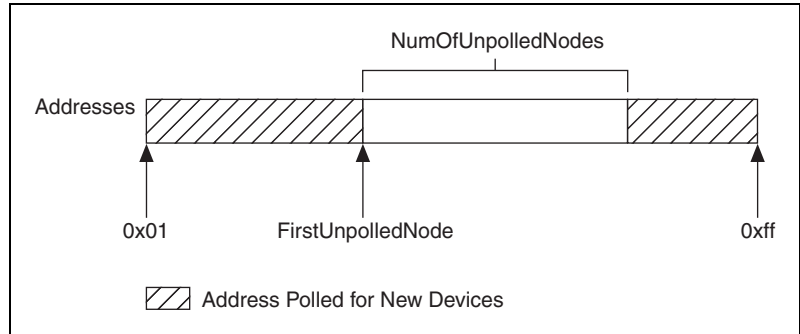 NumOfUnpolledNodes
Addresses
0x01
FirstUnpolledNode
0xff
Address Polled for New Devices